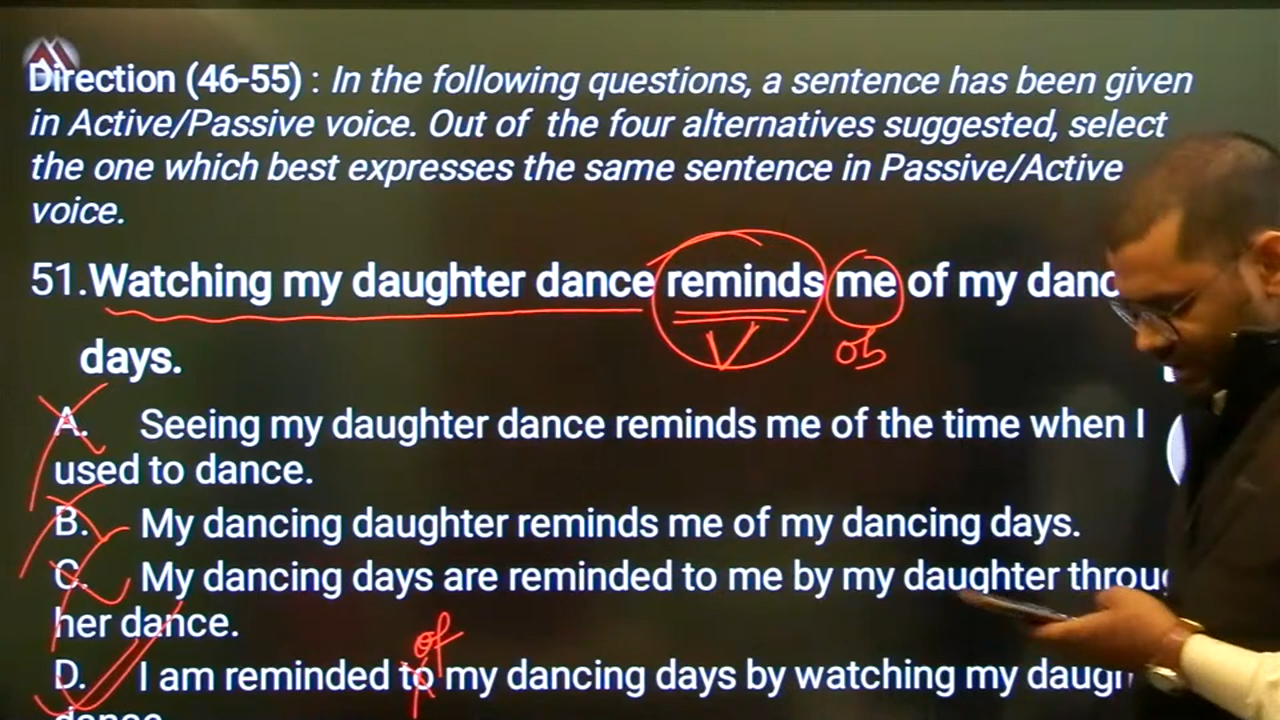 Direction (46-55) : In the following questions, a sentence has been given
in Active/Passive voice. Out of the four alternatives suggested, select
the one which best expresses the same sentence in Passive/Active
voice.
51.Watching my daughter dance reminds me of my danc
days.
V
ob
A. Seeing my daughter dance reminds me of the time when I
used to dance.
B. My dancing daughter reminds me of my dancing days.
C. My dancing days are reminded to me by my daughter throug
her dance.
of
D. I am reminded to my dancing days by watching my daugh
dance.